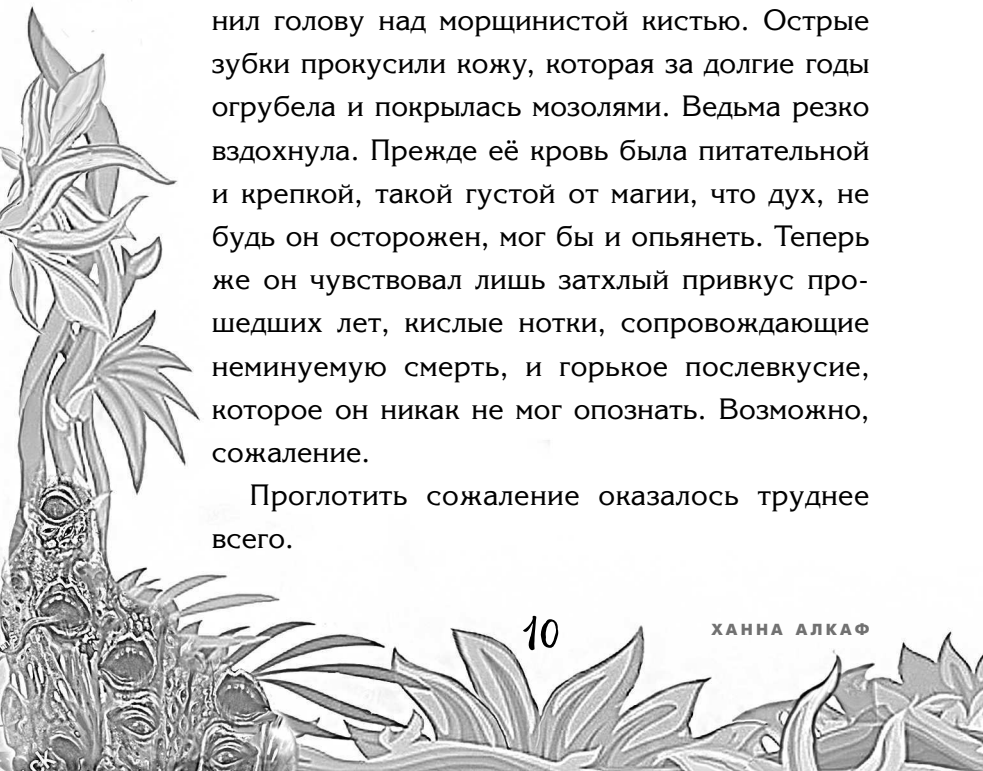 нил голову над морщинистой кистью. Острые
зубки прокусили кожу, которая за долгие годы
огрубела и покрылась мозолями. Ведьма резко
вздохнула. Прежде её кровь была питательной
и крепкой, такой густой от магии, что дух, не
будь он осторожен, мог бы и опьянеть. Теперь
же он чувствовал лишь затхлый привкус про-
шедших лет, кислые нотки, сопровождающие
неминуемую смерть, и горькое послевкусие,
которое он никак не мог опознать. Возможно,
сожаление.
Проглотить сожаление оказалось труднее
всего.
10
ХАННА АЛКАФ